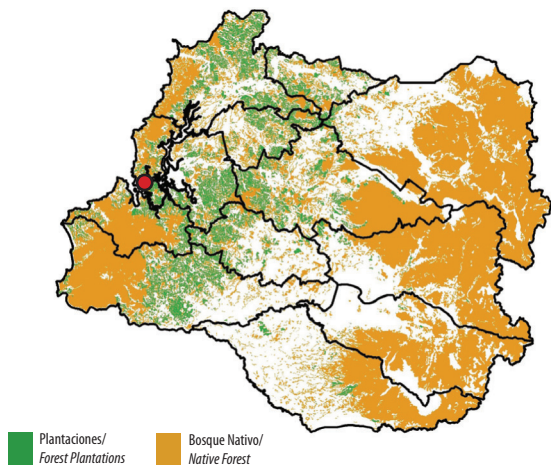 Plantaciones/
Forest Plantations
Bosque Nativo/
Native Forest